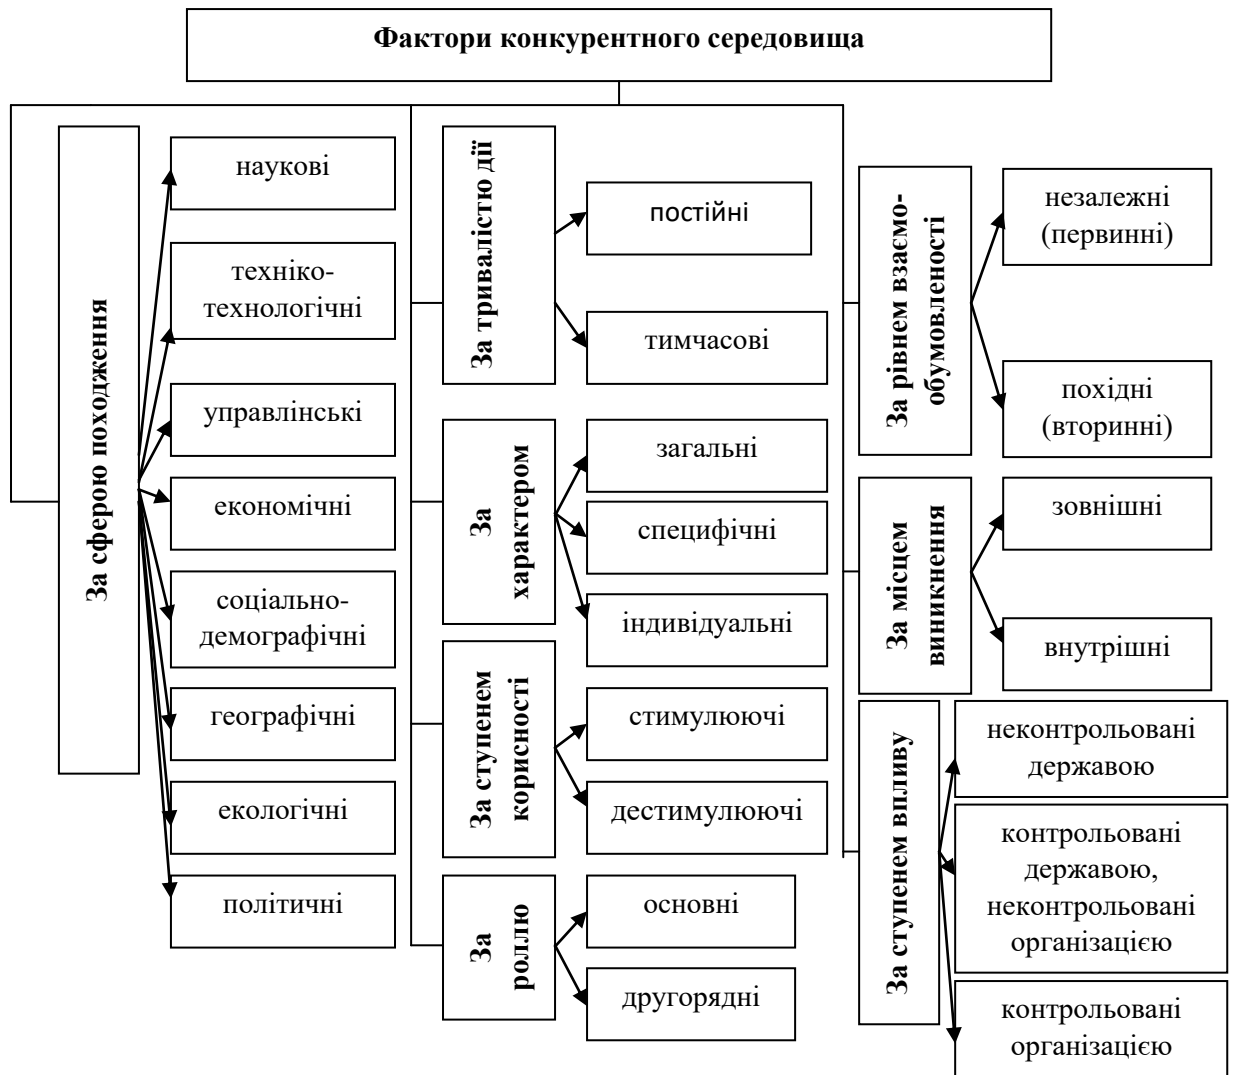 Фактори конкурентного середовища
За сферою походження
наукові
техніко-
технологічні
управлінські
економічні
соціально-
демографічні
географічні
екологічні
політичні
За тривалістю дії
постійні
тимчасові
За
характером
загальні
специфічні
індивідуальні
За ступенем
корисності
стимулюючі
дестимулюючі
За
роллю
основні
другорядні
За рівнем взаємо-
обумовленості
незалежні
(первинні)
похідні
(вторинні)
За місцем
виникнення
зовнішні
внутрішні
За ступенем впливу
неконтрольовані
державою
контрольовані
державою,
неконтрольовані
організацією
контрольовані
організацією